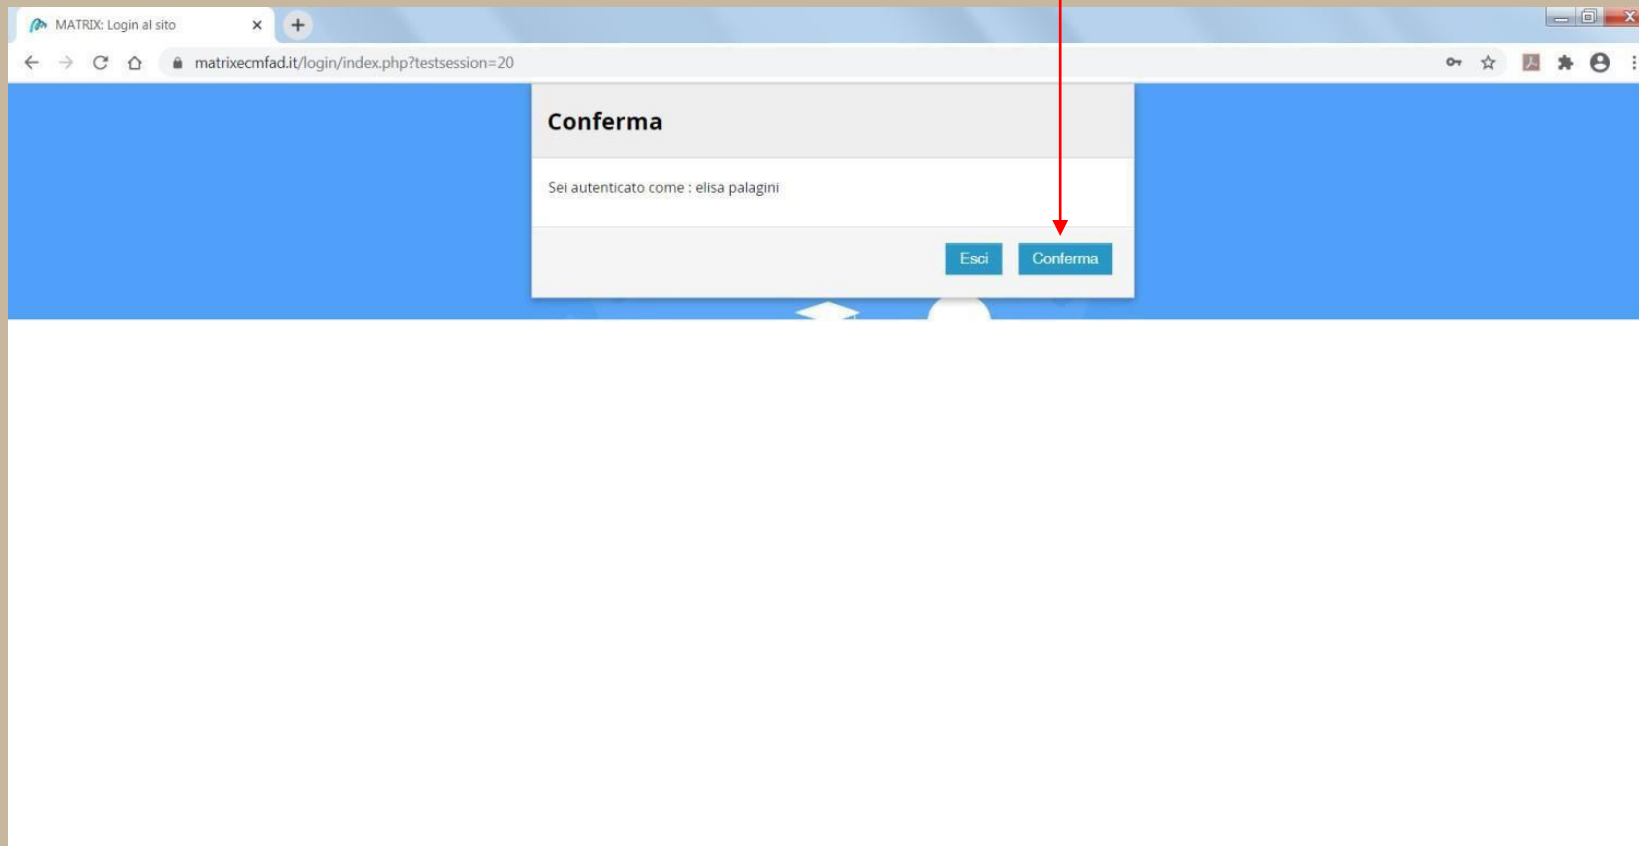 MATRIX: Login al sito
matrixecmfad.it/login/index.php?testsession=20
Conferma
Sei autenticato come : elisa palagini
Esci Conferma